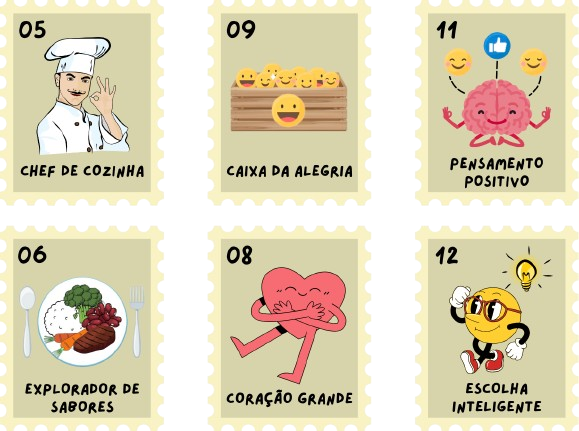 05
CHEF DE COZINHA
09
CAIXA DA ALEGRIA
11
PENSAMENTO
POSITIVO
06
EXPLORADOR DE
SABORES
08
CORAÇÃO GRANDE
12
ESCOLHA
INTELIGENTE